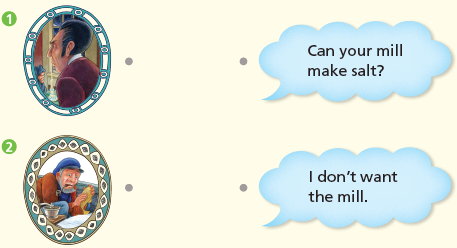 1
Can your mill
make salt?
2
I don't want
the mill.